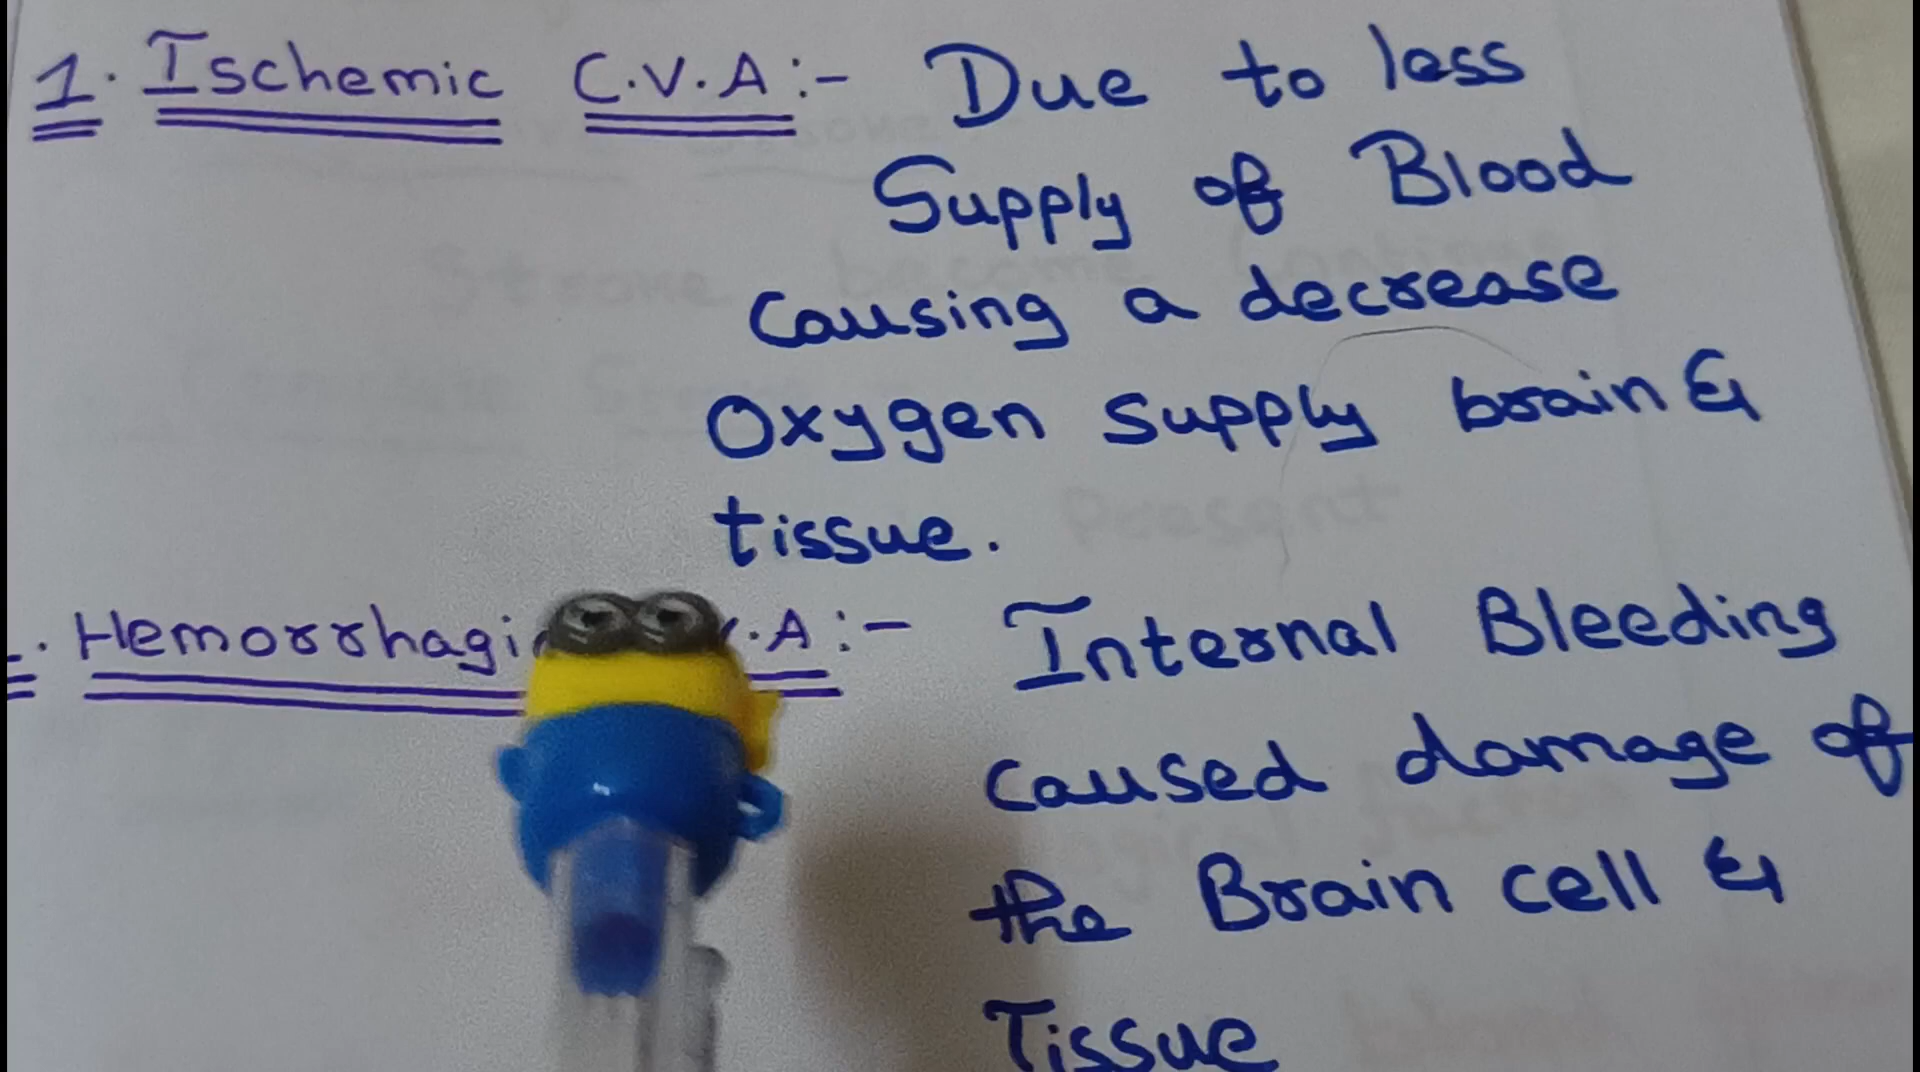 1. Ischemic C.V.A :- Due to less
Supply of Blood
Causing a decrease
Oxygen supply brain &
tissue.
Hemorrhagi .A :- Internal Bleeding
Caused damage of
the Brain cell &
Tissue